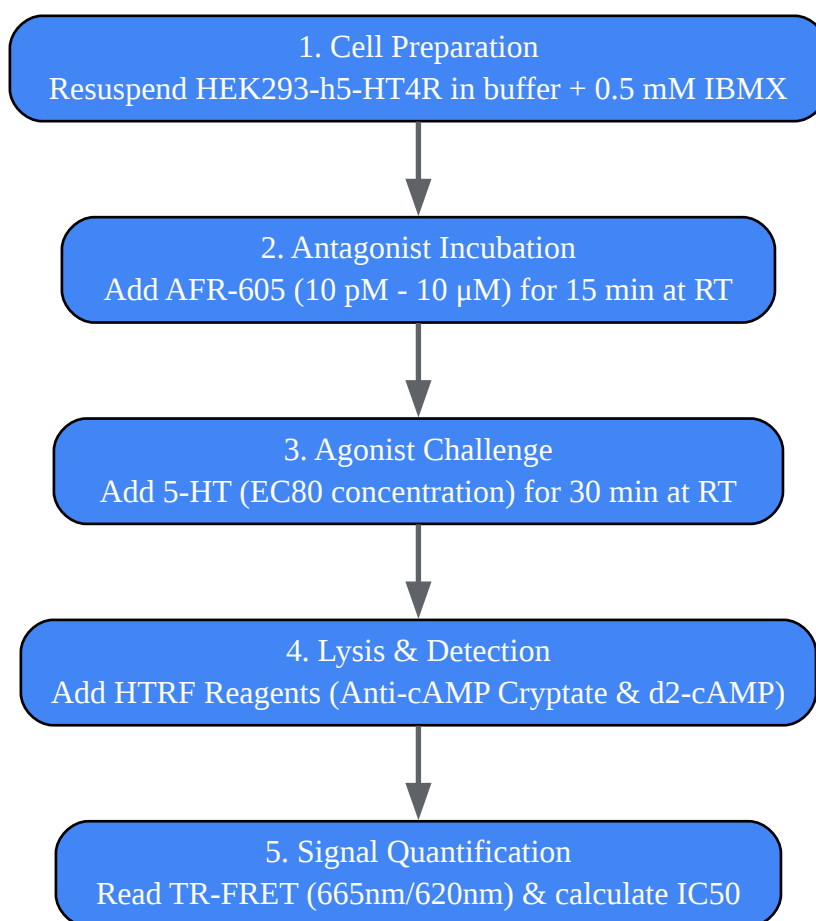 1. Cell Preparation
Resuspend HEK293-h5-HT4R in buffer + 0.5 mM IBMX
2. Antagonist Incubation
Add AFR-605 (10 pM - 10 μM) for 15 min at RT
3. Agonist Challenge
Add 5-HT (EC80 concentration) for 30 min at RT
4. Lysis & Detection
Add HTRF Reagents (Anti-cAMP Cryptate & d2-cAMP)
5. Signal Quantification
Read TR-FRET (665nm/620nm) & calculate IC50